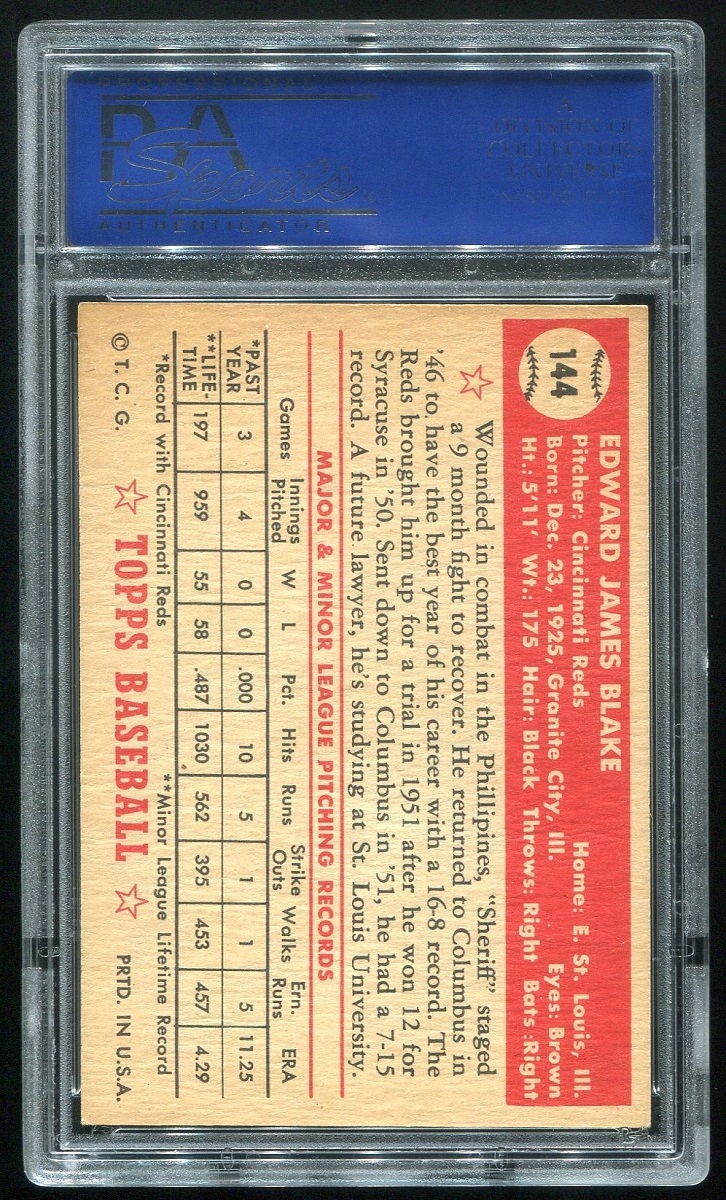 PROFESSIONAL
PSA
Sports
AUTHENTICATOR
A
DIVISION OF
COLLECTORS
UNIVERSE
144
EDWARD JAMES BLAKE
Pitcher: Cincinnati Reds Home: E. St. Louis, Ill.
Born: Dec. 23, 1925, Granite City, Ill. Eyes: Brown
Ht.: 5'11' Wt.: 175 Hair: Black Throws: Right Bats :Right
Wounded in combat in the Phillipines, "Sheriff" staged
a 9 month fight to recover. He returned to Columbus in
'46 to have the best year of his career with a 16-8 record. The
Reds brought him up for a trial in 1951 after he won 12 for
Syracuse in '50. Sent down to Columbus in '51, he had a 7-15
record. A future lawyer, he's studying at St. Louis University.
MAJOR & MINOR LEAGUE PITCHING RECORDS
Games Innings Pitched W L Pct. Hits Runs Strike Outs Walks Ern. Runs ERA
*PAST YEAR 3 4 0 0 .000 10 5 1 1 5 11.25
**LIFE-TIME 197 959 55 58 .487 1030 562 395 453 457 4.29
*Record with Cincinnati Reds **Minor League Lifetime Record
© T. C. G. TOPPS BASEBALL PRTD. IN U.S.A.